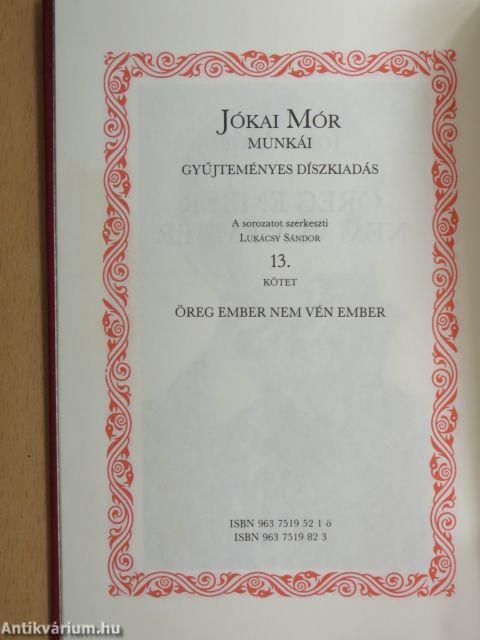 JÓKAI MÓR
MUNKÁI
GYŰJTEMÉNYES DÍSZKIADÁS
A sorozatot szerkeszti
LUKÁCSY SÁNDOR
13.
KÖTET
ÖREG EMBER NEM VÉN EMBER
ISBN 963 7519 52 1 ö
ISBN 963 7519 82 3
Antikvárium.hu